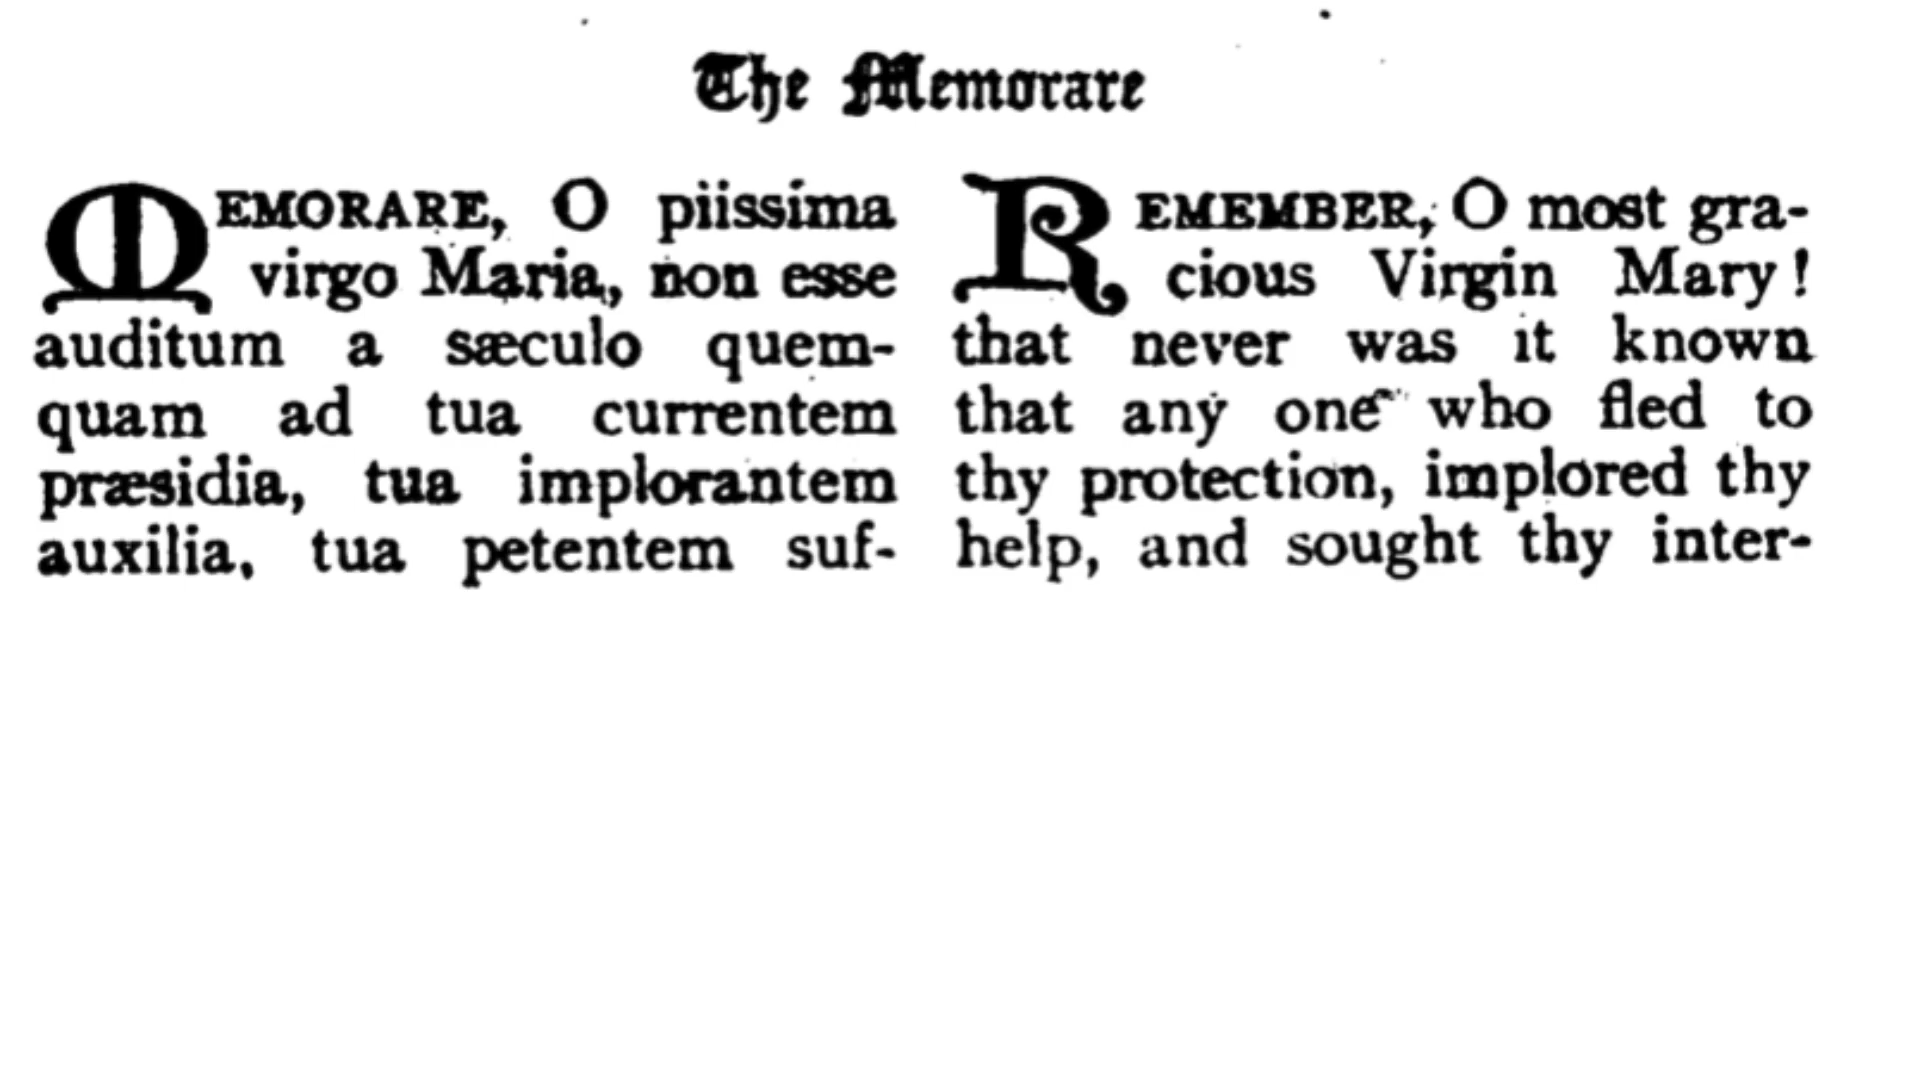 The Memorare
MEMORARE, O piissima
virgo Maria, non esse
auditum a sæculo quem-
quam ad tua currentem
præsidia, tua implorantem
auxilia, tua petentem suf-
REMEMBER, O most gra-
cious Virgin Mary!
that never was it known
that any one who fled to
thy protection, implored thy
help, and sought thy inter-